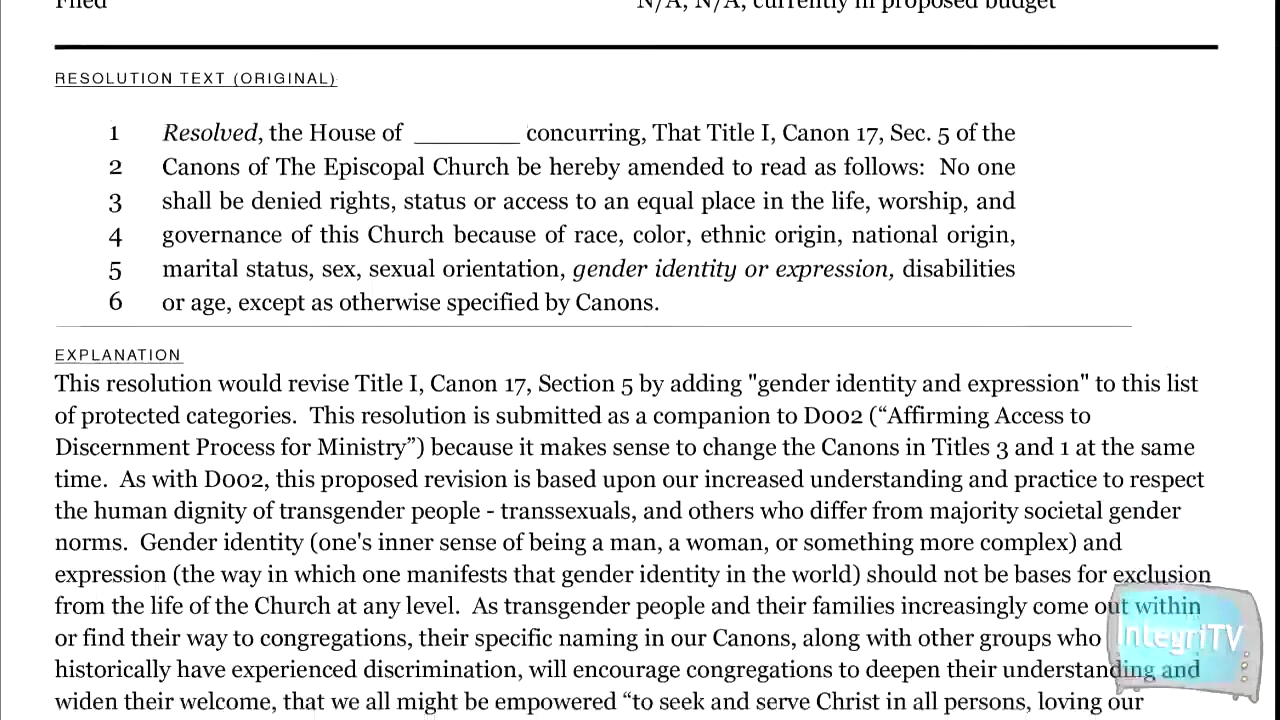 Filed N/A, N/A, currently in proposed budget
RESOLUTION TEXT (ORIGINAL)
1 Resolved, the House of ________ concurring, That Title I, Canon 17, Sec. 5 of the
2 Canons of The Episcopal Church be hereby amended to read as follows: No one
3 shall be denied rights, status or access to an equal place in the life, worship, and
4 governance of this Church because of race, color, ethnic origin, national origin,
5 marital status, sex, sexual orientation, gender identity or expression, disabilities
6 or age, except as otherwise specified by Canons.
EXPLANATION
This resolution would revise Title I, Canon 17, Section 5 by adding "gender identity and expression" to this list
of protected categories. This resolution is submitted as a companion to D002 (“Affirming Access to
Discernment Process for Ministry”) because it makes sense to change the Canons in Titles 3 and 1 at the same
time. As with D002, this proposed revision is based upon our increased understanding and practice to respect
the human dignity of transgender people - transsexuals, and others who differ from majority societal gender
norms. Gender identity (one's inner sense of being a man, a woman, or something more complex) and
expression (the way in which one manifests that gender identity in the world) should not be bases for exclusion
from the life of the Church at any level. As transgender people and their families increasingly come out within
or find their way to congregations, their specific naming in our Canons, along with other groups who
historically have experienced discrimination, will encourage congregations to deepen their understanding and
widen their welcome, that we all might be empowered “to seek and serve Christ in all persons, loving our
IntegriTV